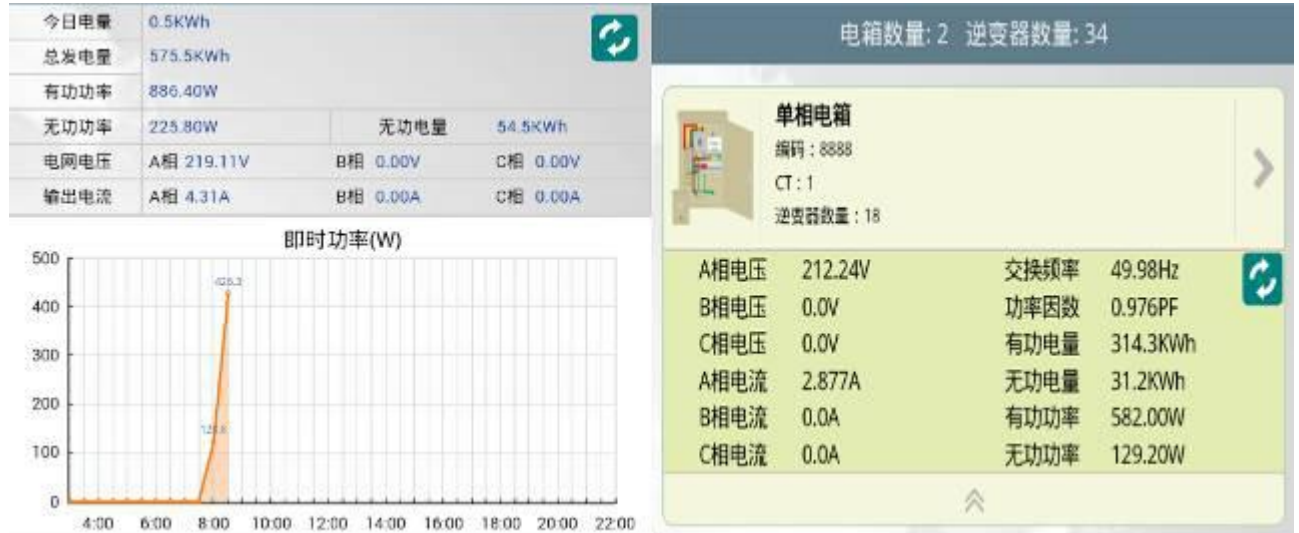 今日电量 0.5KWh
总发电量 575.5KWh
有功功率 886.40W
无功功率 225.80W 无功电量 54.5KWh
电网电压 A相 219.11V B相 0.00V C相 0.00V
输出电流 A相 4.31A B相 0.00A C相 0.00A
即时功率(W)
500
400
300
200
100
0
4:00 6:00 8:00 10:00 12:00 14:00 16:00 18:00 20:00 22:00
电箱数量: 2 逆变器数量: 34
单相电箱
编码 : 8888
CT : 1
逆变器数量 : 18
A相电压 212.24V 交换频率 49.98Hz
B相电压 0.0V 功率因数 0.976PF
C相电压 0.0V 有功电量 314.3KWh
A相电流 2.877A 无功电量 31.2KWh
B相电流 0.0A 有功功率 582.00W
C相电流 0.0A 无功功率 129.20W